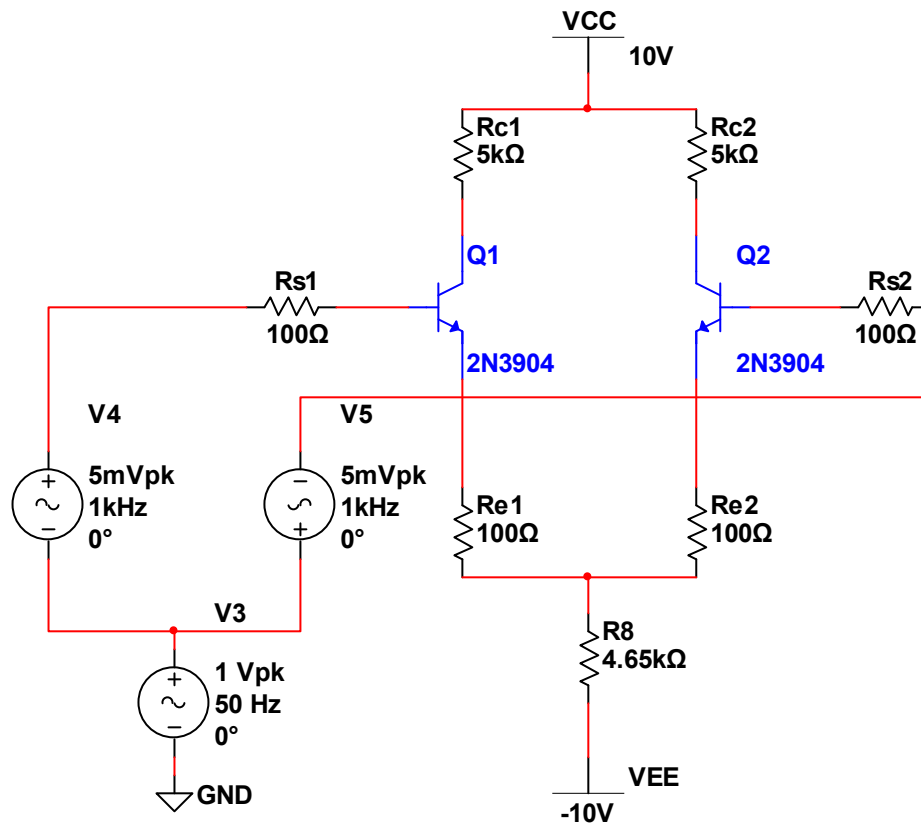 VCC
10V
Rc1
5kΩ
Rc2
5kΩ
Q1
Q2
Rs1
100Ω
Rs2
100Ω
2N3904
2N3904
V4
5mVpk
1kHz
0°
V5
5mVpk
1kHz
0°
Re1
100Ω
Re2
100Ω
V3
1 Vpk
50 Hz
0°
R8
4.65kΩ
GND
VEE
-10V